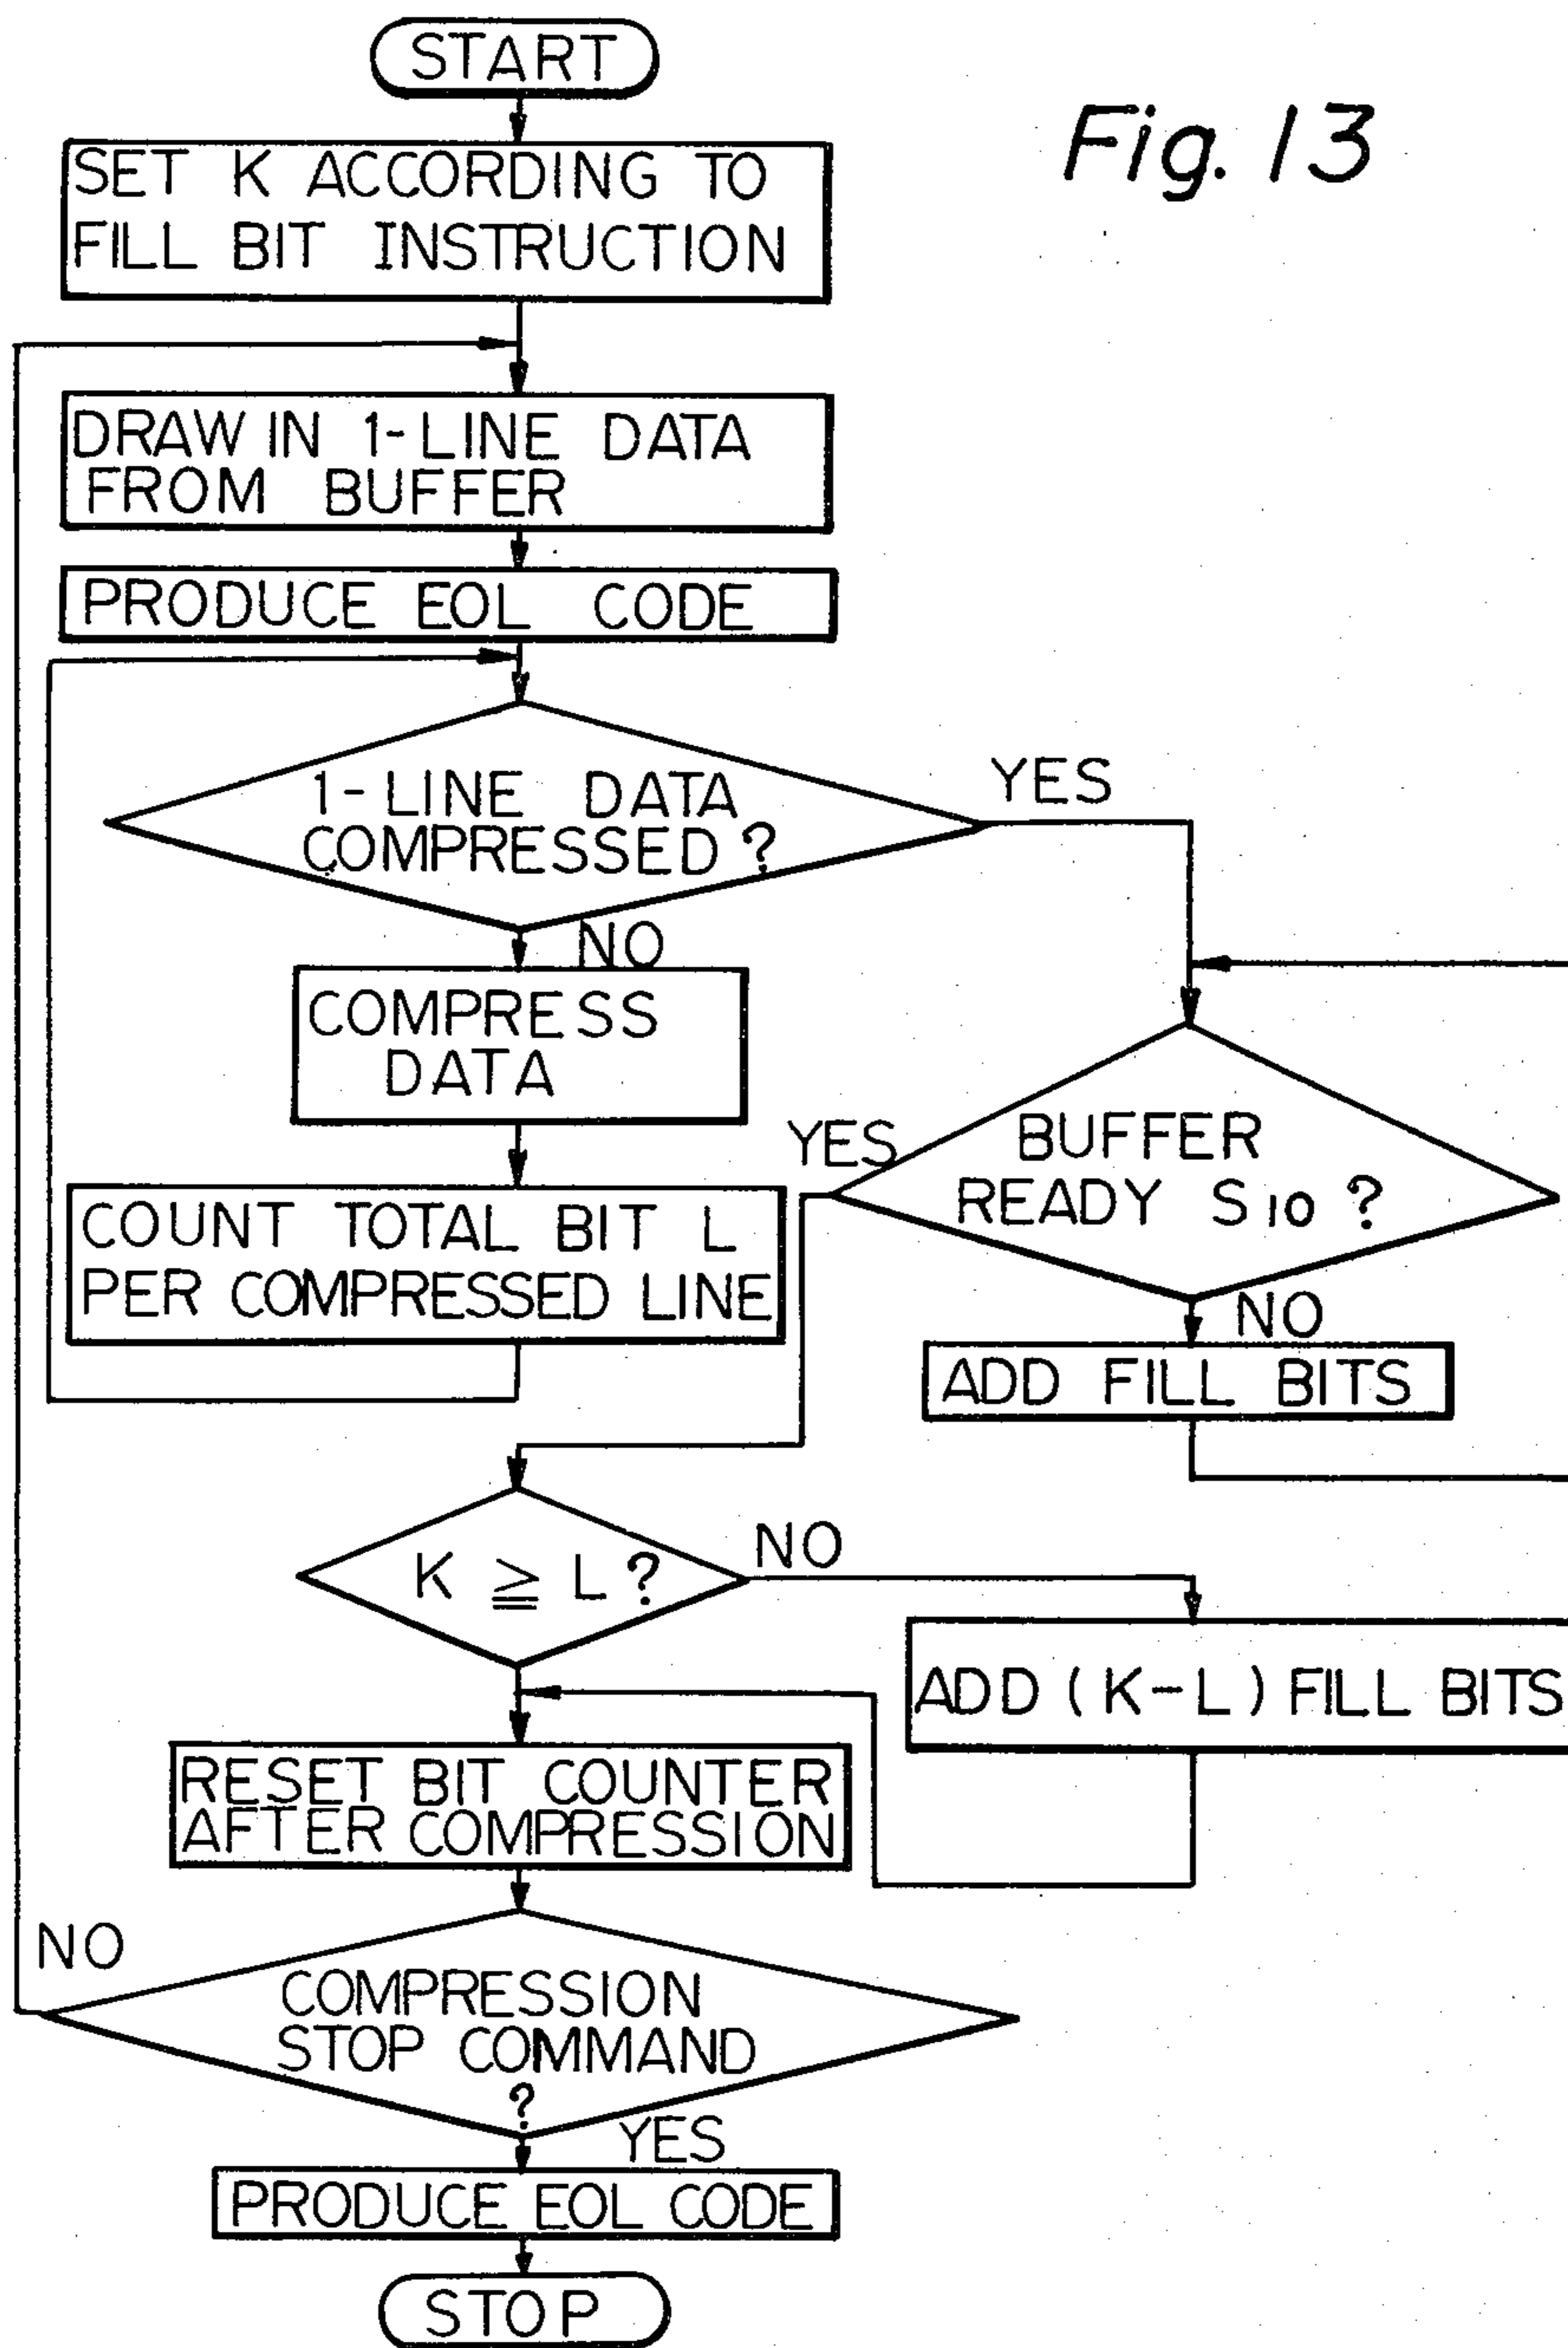 START
Fig. 13
SET K ACCORDING TO
FILL BIT INSTRUCTION
DRAW IN 1-LINE DATA
FROM BUFFER
PRODUCE EOL CODE
1-LINE DATA
COMPRESSED ?
YES
NO
COMPRESS
DATA
COUNT TOTAL BIT L
PER COMPRESSED LINE
BUFFER
READY S10 ?
YES
NO
ADD FILL BITS
K ≧ L ?
NO
ADD (K-L) FILL BITS
RESET BIT COUNTER
AFTER COMPRESSION
COMPRESSION
STOP COMMAND
?
NO
YES
PRODUCE EOL CODE
STOP